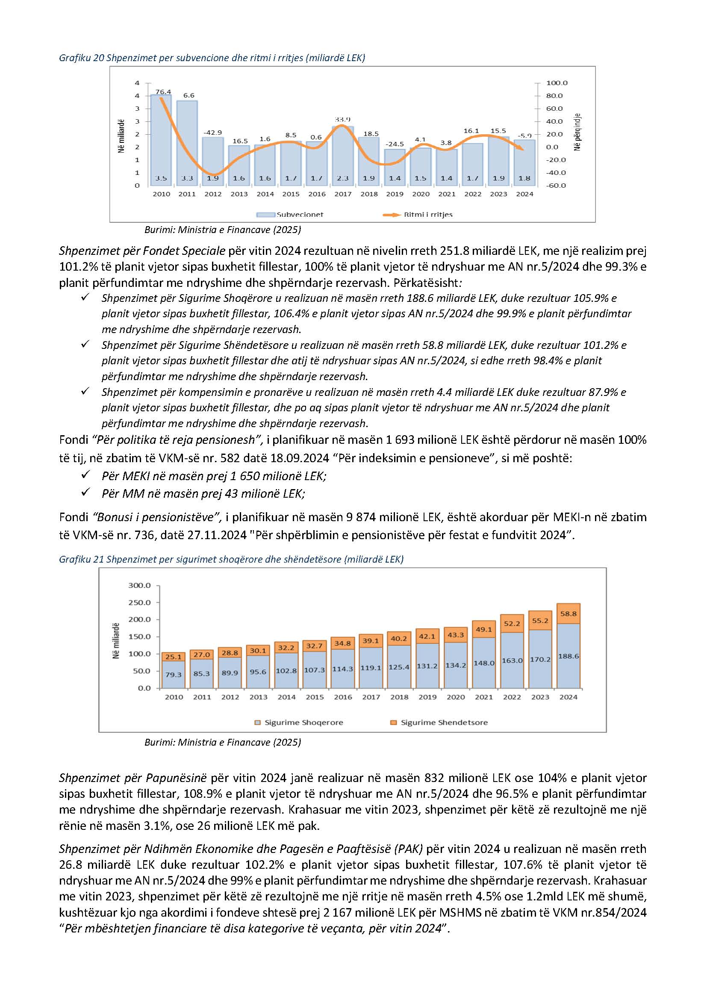 Grafiku 20 Shpenzimet per subvencione dhe ritmi i rritjes (miliardë LEK)
4 100.0
4 80.0
3 60.0
3 40.0
2 20.0
2 0.0
1 -20.0
1 -40.0
0 -60.0
Në miliardë
Në përqindje
76.4 6.6 -42.9 16.5 1.6 8.5 0.6 33.9 18.5 -24.5 4.1 3.8 16.1 15.5 -5.9
3.5 3.3 1.9 1.6 1.6 1.7 1.7 2.3 1.9 1.4 1.5 1.4 1.7 1.9 1.8
2010 2011 2012 2013 2014 2015 2016 2017 2018 2019 2020 2021 2022 2023 2024
Subvecionet Ritmi i rritjes
Burimi: Ministria e Financave (2025)
Shpenzimet për Fondet Speciale për vitin 2024 rezultuan në nivelin rreth 251.8 miliardë LEK, me një realizim prej
101.2% të planit vjetor sipas buxhetit fillestar, 100% të planit vjetor të ndryshuar me AN nr.5/2024 dhe 99.3% e
planit përfundimtar me ndryshime dhe shpërndarje rezervash. Përkatësisht:
✓ Shpenzimet për Sigurime Shoqërore u realizuan në masën rreth 188.6 miliardë LEK, duke rezultuar 105.9% e
planit vjetor sipas buxhetit fillestar, 106.4% e planit vjetor sipas AN nr.5/2024 dhe 99.9% e planit përfundimtar
me ndryshime dhe shpërndarje rezervash.
✓ Shpenzimet për Sigurime Shëndetësore u realizuan në masën rreth 58.8 miliardë LEK, duke rezultuar 101.2% e
planit vjetor sipas buxhetit fillestar dhe atij të ndryshuar sipas AN nr.5/2024, si edhe rreth 98.4% e planit
përfundimtar me ndryshime dhe shpërndarje rezervash.
✓ Shpenzimet për kompensimin e pronarëve u realizuan në masën rreth 4.4 miliardë LEK duke rezultuar 87.9% e
planit vjetor sipas buxhetit fillestar, dhe po aq sipas planit vjetor të ndryshuar me AN nr.5/2024 dhe planit
përfundimtar me ndryshime dhe shpërndarje rezervash.
Fondi “Për politika të reja pensionesh”, i planifikuar në masën 1 693 milionë LEK është përdorur në masën 100%
të tij, në zbatim të VKM-së nr. 582 datë 18.09.2024 “Për indeksimin e pensioneve”, si më poshtë:
✓ Për MEKI në masën prej 1 650 milionë LEK;
✓ Për MM në masën prej 43 milionë LEK;
Fondi “Bonusi i pensionistëve”, i planifikuar në masën 9 874 milionë LEK, është akorduar për MEKI-n në zbatim
të VKM-së nr. 736, datë 27.11.2024 "Për shpërblimin e pensionistëve për festat e fundvitit 2024”.
Grafiku 21 Shpenzimet per sigurimet shoqërore dhe shëndetësore (miliardë LEK)
300.0
250.0
200.0
150.0
100.0
50.0
0.0
Në miliardë
25.1 27.0 28.8 30.1 32.2 32.7 34.8 39.1 40.2 42.1 43.3 49.1 52.2 55.2 58.8
79.3 85.3 89.9 95.6 102.8 107.3 114.3 119.1 125.4 131.2 134.2 148.0 163.0 170.2 188.6
2010 2011 2012 2013 2014 2015 2016 2017 2018 2019 2020 2021 2022 2023 2024
Sigurime Shoqerore Sigurime Shendetsore
Burimi: Ministria e Financave (2025)
Shpenzimet për Papunësinë për vitin 2024 janë realizuar në masën 832 milionë LEK ose 104% e planit vjetor
sipas buxhetit fillestar, 108.9% e planit vjetor të ndryshuar me AN nr.5/2024 dhe 96.5% e planit përfundimtar
me ndryshime dhe shpërndarje rezervash. Krahasuar me vitin 2023, shpenzimet për këtë zë rezultojnë me një
rënie në masën 3.1%, ose 26 milionë LEK më pak.
Shpenzimet për Ndihmën Ekonomike dhe Pagesën e Paaftësisë (PAK) për vitin 2024 u realizuan në masën rreth
26.8 miliardë LEK duke rezultuar 102.2% e planit vjetor sipas buxhetit fillestar, 107.6% të planit vjetor të
ndryshuar me AN nr.5/2024 dhe 99% e planit përfundimtar me ndryshime dhe shpërndarje rezervash. Krahasuar
me vitin 2023, shpenzimet për këtë zë rezultojnë me një rritje në masën rreth 4.5% ose 1.2mld LEK më shumë,
kushtëzuar kjo nga akordimi i fondeve shtesë prej 2 167 milionë LEK për MSHMS në zbatim të VKM nr.854/2024
“Për mbështetjen financiare të disa kategorive të veçanta, për vitin 2024”.